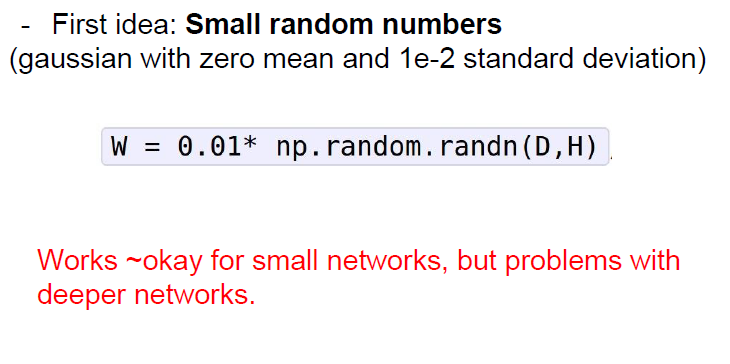 - First idea: Small random numbers
(gaussian with zero mean and 1e-2 standard deviation)
W = 0.01* np.random.randn(D,H)
Works ~okay for small networks, but problems with
deeper networks.